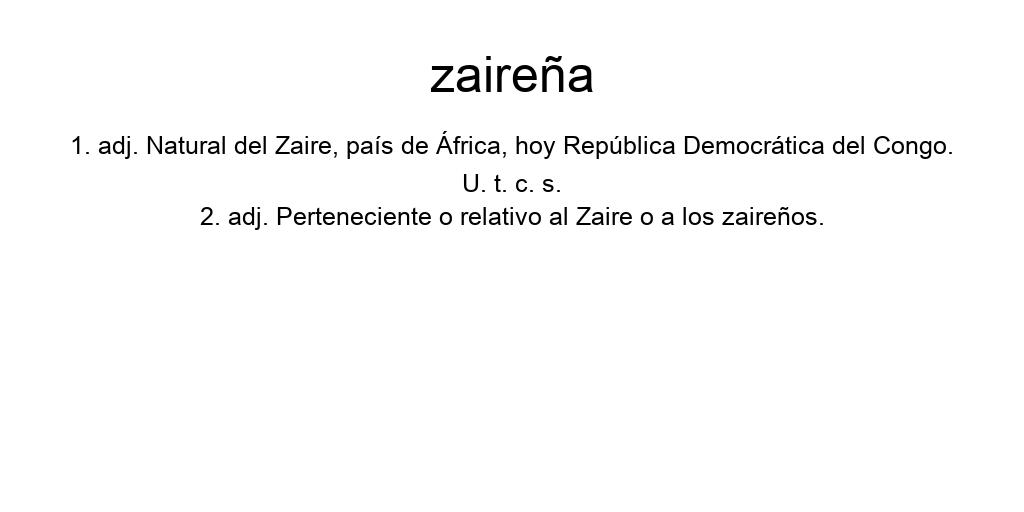 zaireña
1. adj. Natural del Zaire, país de África, hoy República Democrática del Congo.
U. t. c. s.
2. adj. Perteneciente o relativo al Zaire o a los zaireños.